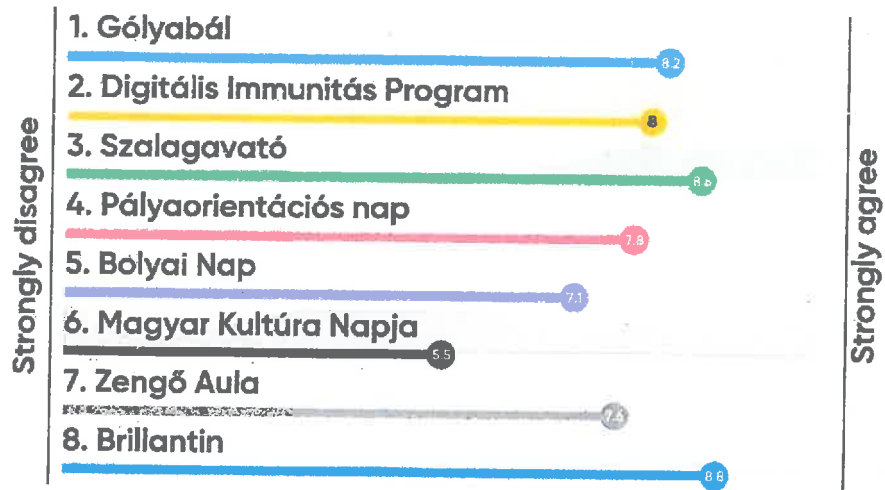 Strongly disagree
1. Gólyabál
8.2
2. Digitális Immunitás Program
8
3. Szalagavató
4. Pályaorientációs nap
7.8
5. Bolyai Nap
7.1
6. Magyar Kultúra Napja
5.5
7. Zengő Aula
7.6
8. Brillantin
8.8
Strongly agree